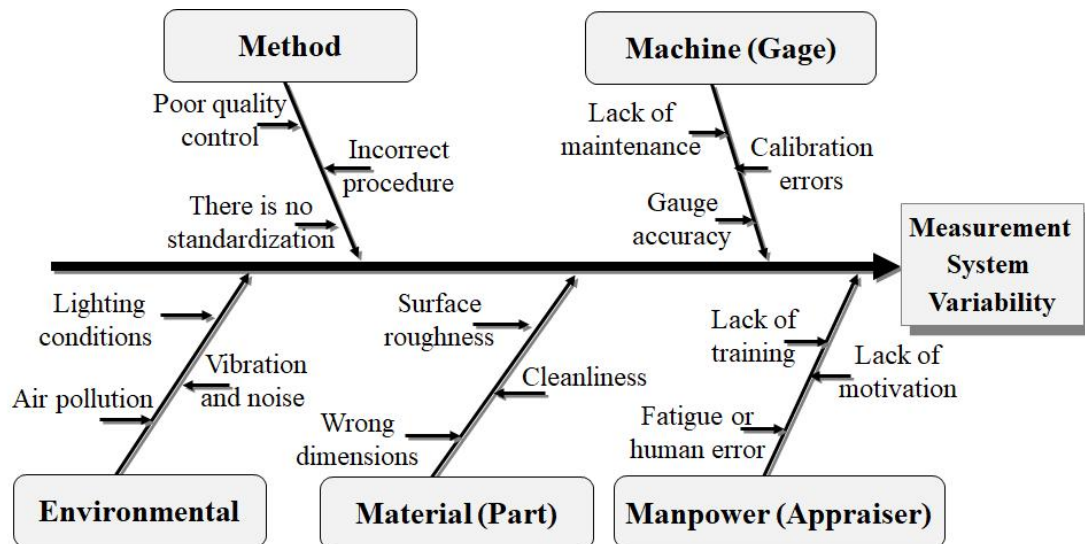 Method
Machine (Gage)
Poor quality
control
Incorrect
procedure
There is no
standardization
Lack of
maintenance
Calibration
errors
Gauge
accuracy
Measurement
System
Variability
Lighting
conditions
Vibration
and noise
Air pollution
Surface
roughness
Cleanliness
Wrong
dimensions
Lack of
training
Lack of
motivation
Fatigue or
human error
Environmental
Material (Part)
Manpower (Appraiser)